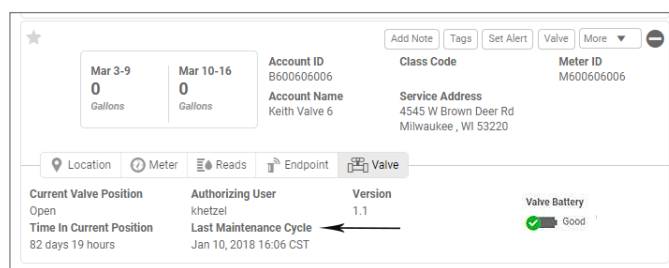 Add Note Tags Set Alert Valve More
Mar 3-9 Mar 10-16
0 0
Gallons Gallons
Account ID Class Code Meter ID
B600606006 M600606006
Account Name Service Address
Keith Valve 6 4545 W Brown Deer Rd
Milwaukee , WI 53220
Location Meter Reads Endpoint Valve
Current Valve Position Authorizing User Version
Open khetzel 1.1
Time In Current Position Last Maintenance Cycle
82 days 19 hours Jan 10, 2018 16:06 CST
Valve Battery
Good